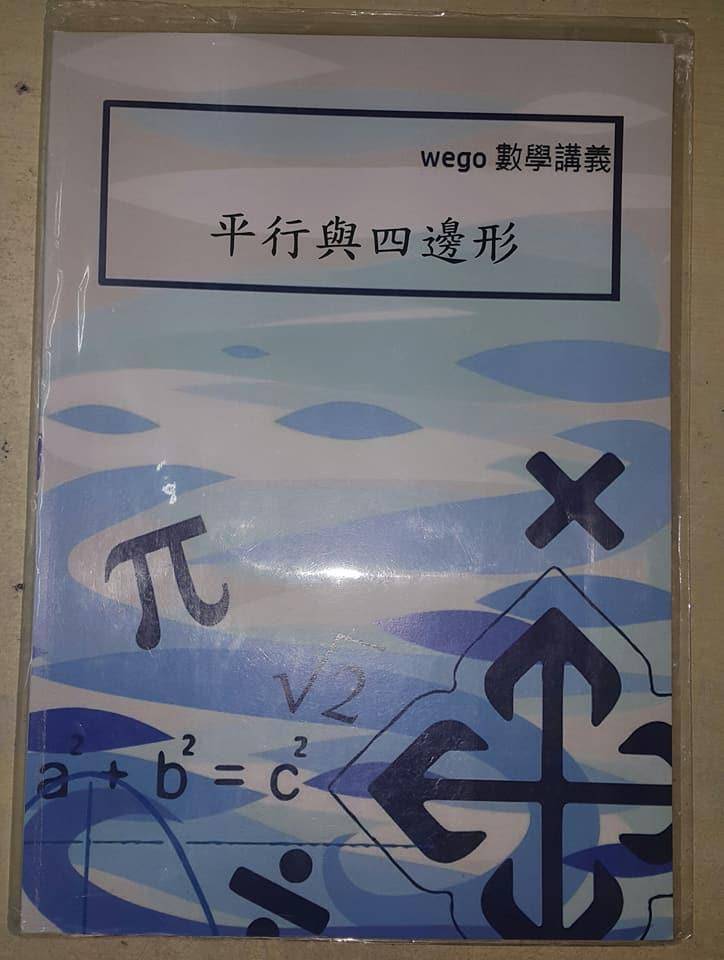 wego 數學講義
平行與四邊形
π
√2
a² + b² = c²